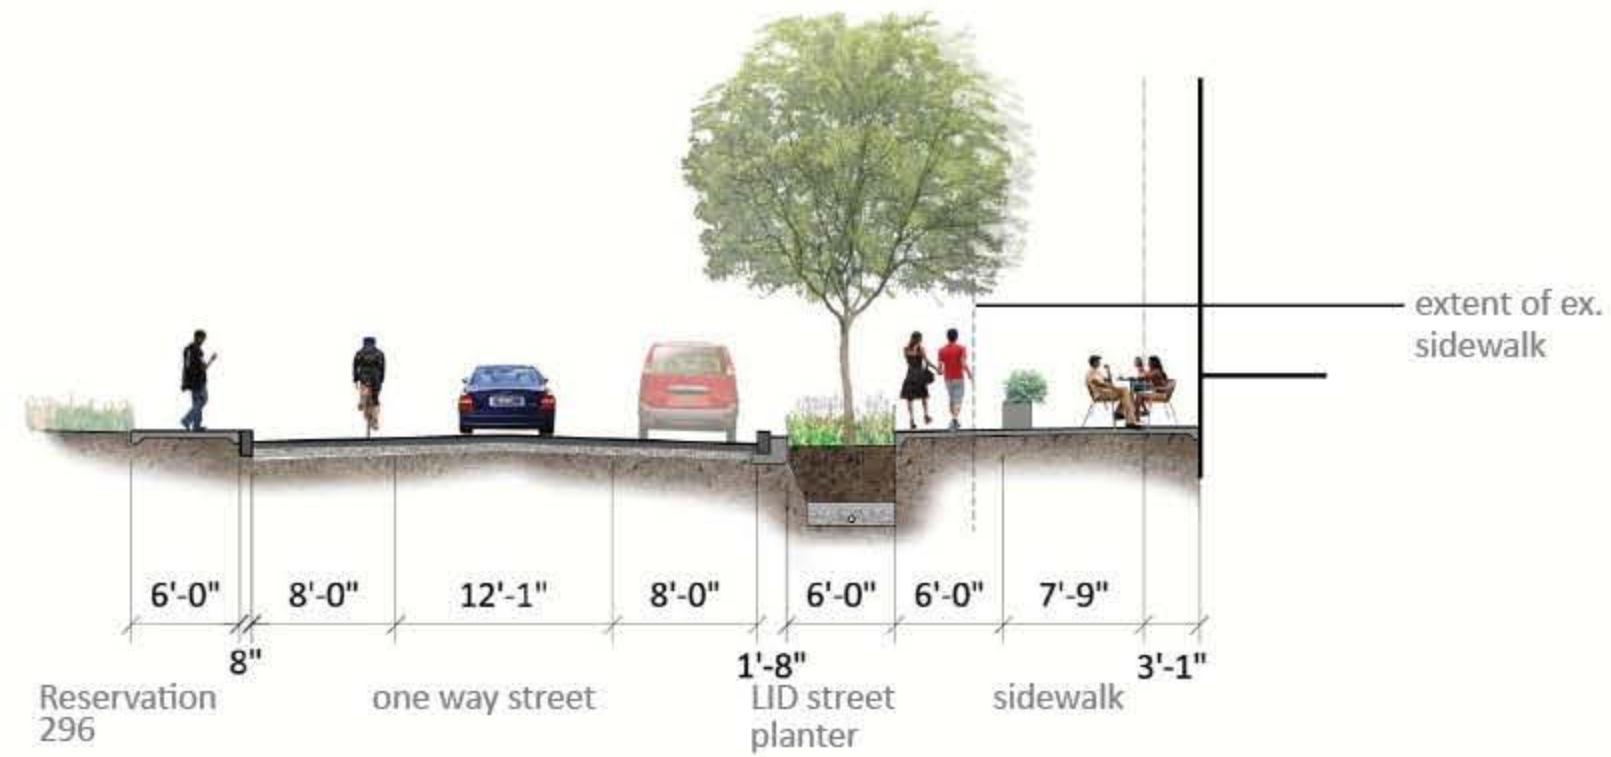 extent of ex.
sidewalk
6'-0"
8'-0"
12'-1"
8'-0"
6'-0"
6'-0"
7'-9"
8"
1'-8"
3'-1"
Reservation
296
one way street
LID street
planter
sidewalk